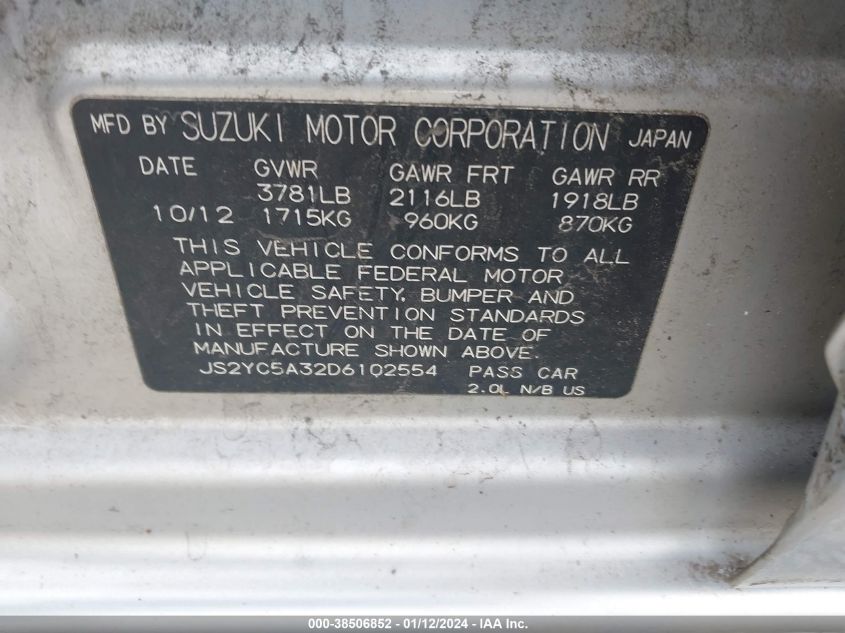 MFD BY SUZUKI MOTOR CORPORATION JAPAN
DATE GVWR GAWR FRT GAWR RR
3781LB 2116LB 1918LB
10/12 1715KG 960KG 870KG
THIS VEHICLE CONFORMS TO ALL
APPLICABLE FEDERAL MOTOR
VEHICLE SAFETY, BUMPER AND
THEFT PREVENTION STANDARDS
IN EFFECT ON THE DATE OF
MANUFACTURE SHOWN ABOVE.
JS2YC5A32D6102554 PASS CAR
2.0L N/B US
000-38506852 - 01/12/2024 - IAA Inc.